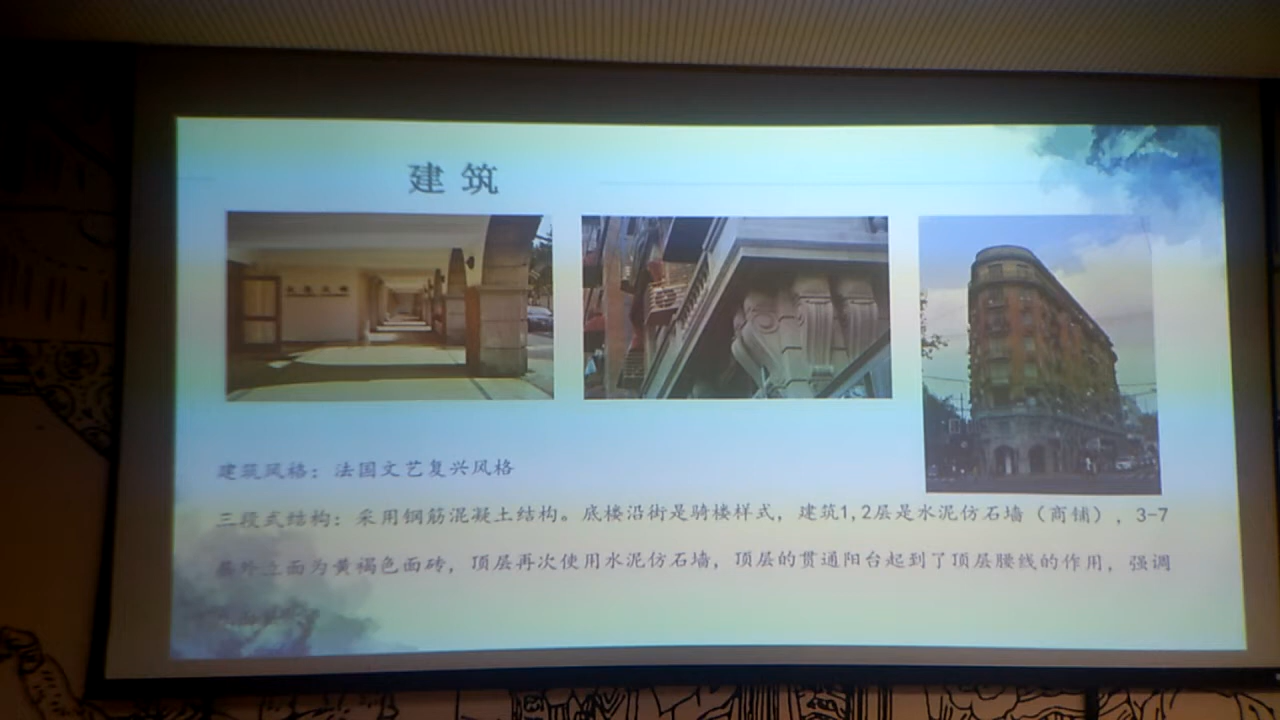 建筑
建筑风格：法国文艺复兴风格
三段式结构：采用钢筋混凝土结构。底楼沿街是骑楼样式，建筑1,2层是水泥仿石墙（商铺），3-7
层外立面为黄褐色面砖，顶层再次使用水泥仿石墙，顶层的贯通阳台起到了顶层腰线的作用，强调